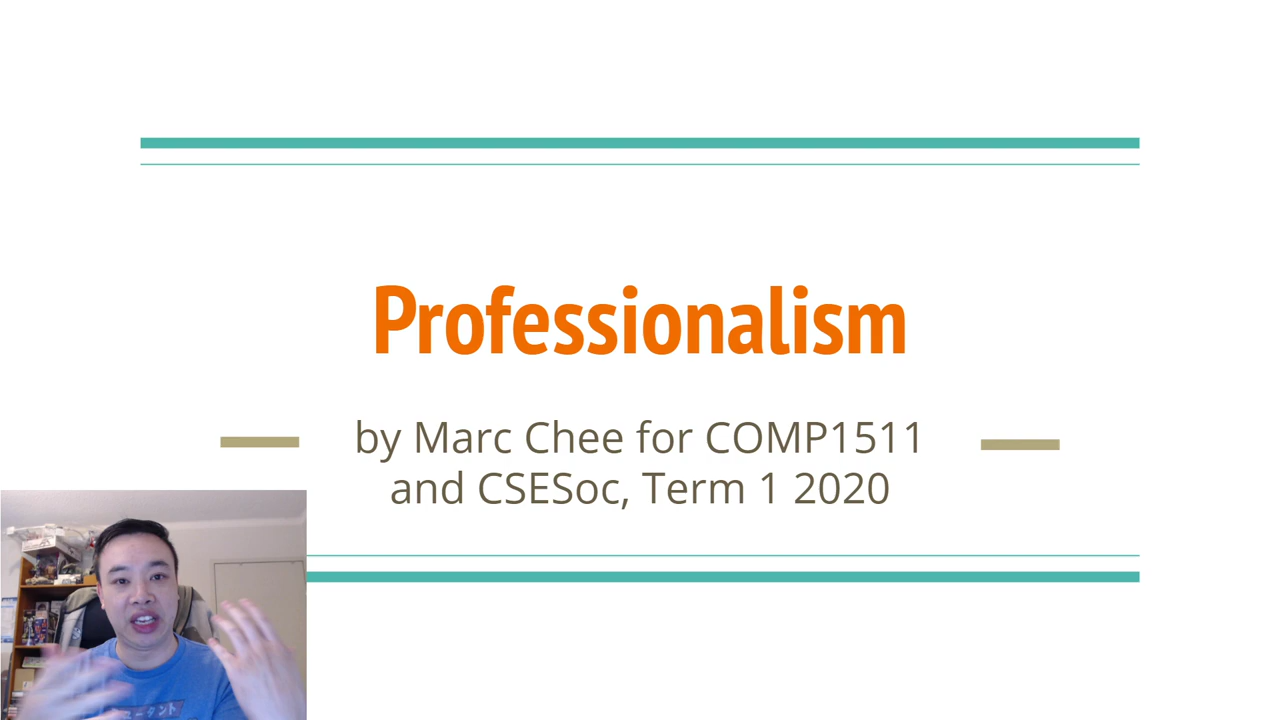 Professionalism
by Marc Chee for COMP1511
and CSESoc, Term 1 2020